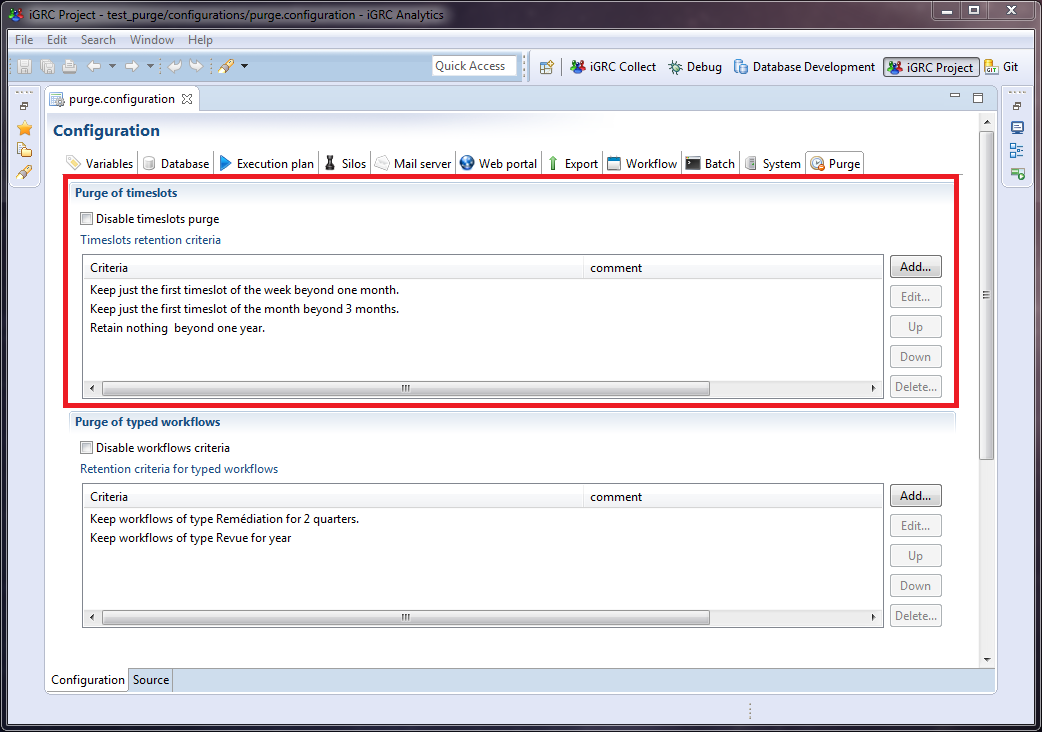 iGRC Project - test_purge/configurations/purge.configuration - iGRC Analytics
File Edit Search Window Help
Quick Access iGRC Collect Debug Database Development iGRC Project GIT Git
purge.configuration
Configuration
Variables Database Execution plan Silos Mail server Web portal Export Workflow Batch System Purge
Purge of timeslots
Disable timeslots purge
Timeslots retention criteria
Criteria comment
Keep just the first timeslot of the week beyond one month.
Keep just the first timeslot of the month beyond 3 months.
Retain nothing  beyond one year.
Add...
Edit...
Up
Down
Delete...
Purge of typed workflows
Disable workflows criteria
Retention criteria for typed workflows
Criteria comment
Keep workflows of type Remédiation for 2 quarters.
Keep workflows of type Revue for year
Add...
Edit...
Up
Down
Delete...
Configuration Source